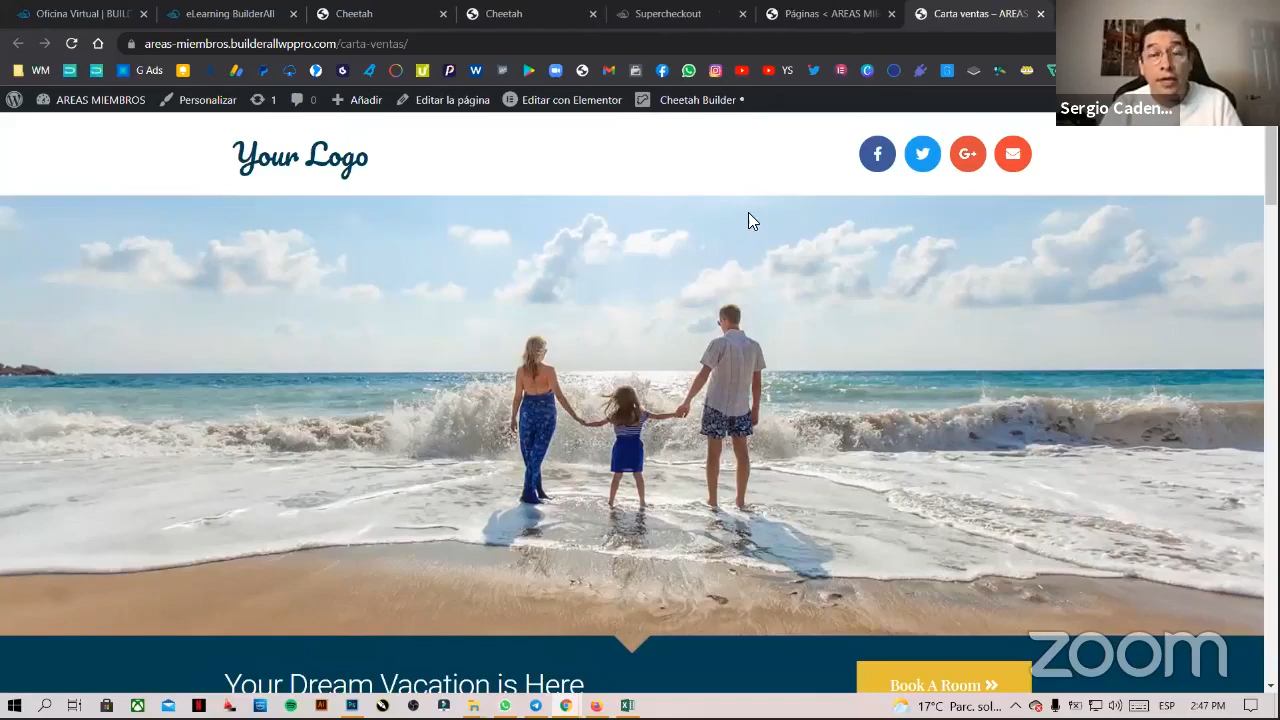 Oficina Virtual | BUIL
eLearning BuilderAll
Cheetah
Cheetah
Supercheckout
Páginas < AREAS MI
Carta ventas – AREAS
areas-miembros.builderallwppro.com/carta-ventas/
WM
G Ads
YS
AREAS MIEMBROS
Personalizar
1
0
Añadir
Editar la página
Editar con Elementor
Cheetah Builder
Sergio Caden...
Your Logo
Your Dream Vacation is Here
Book A Room »
zoom
17°C Parc. sol...
ESP
2:47 PM